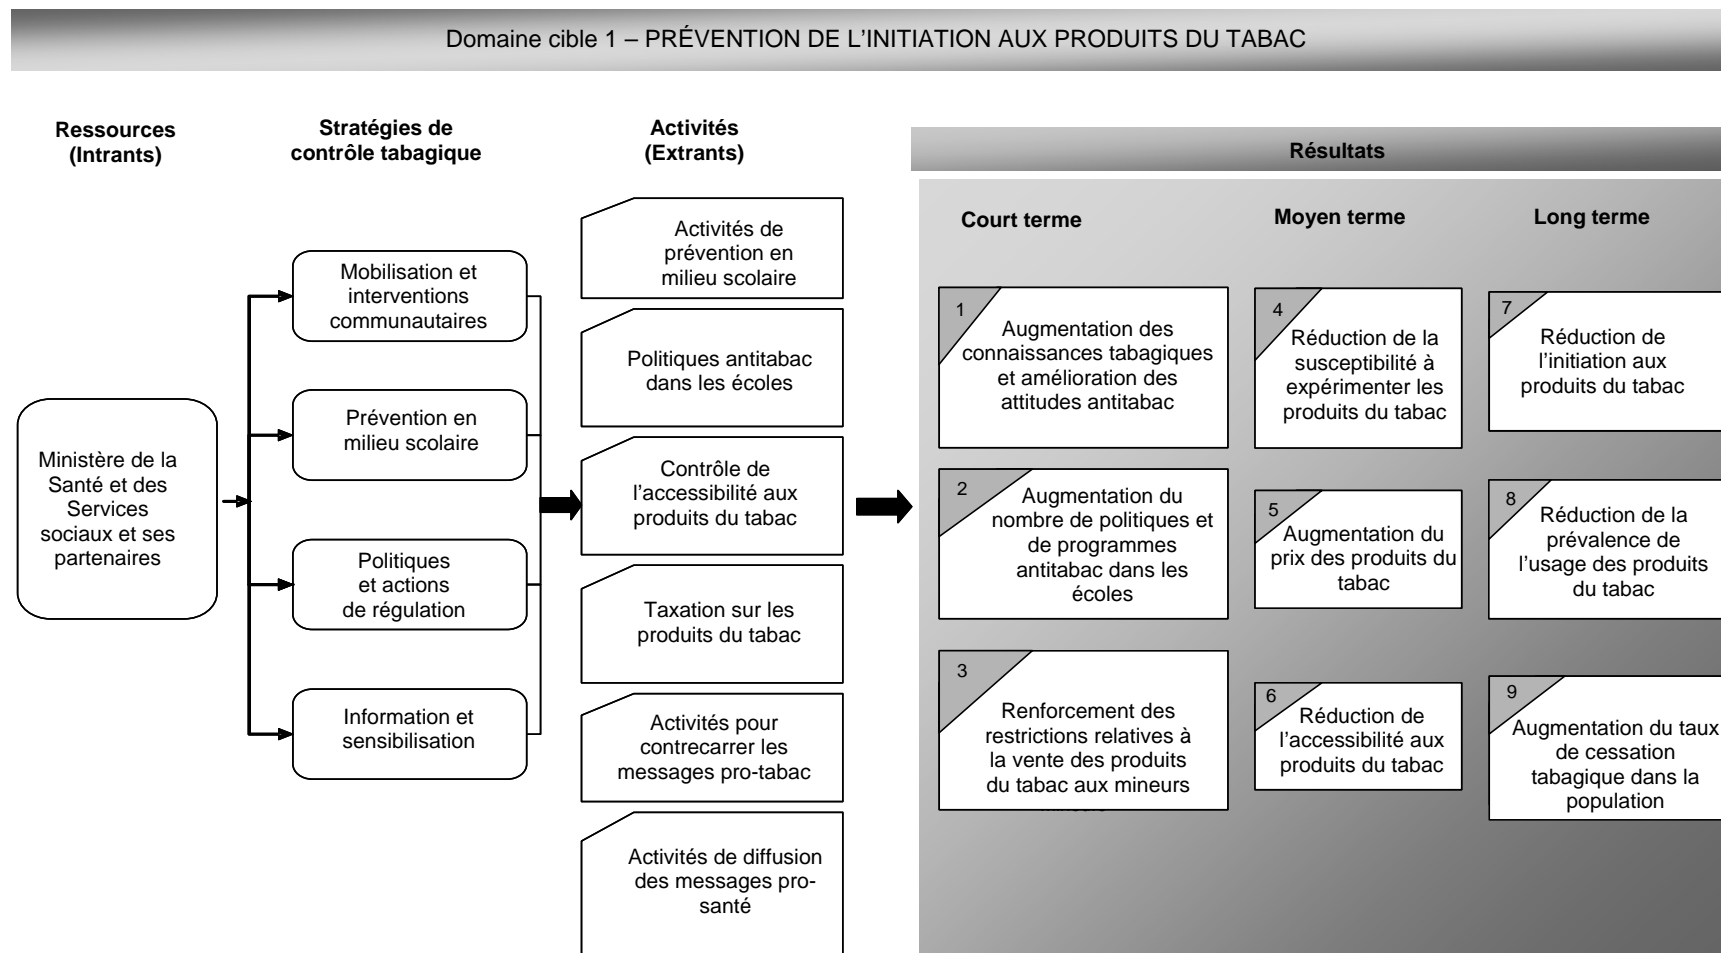 Domaine cible 1 – PRÉVENTION DE L'INITIATION AUX PRODUITS DU TABAC
Ressources
(Intrants)
Stratégies de
contrôle tabagique
Activités
(Extrants)
Résultats
Court terme
Moyen terme
Long terme
Ministère de la
Santé et des
Services
sociaux et ses
partenaires
Mobilisation et
interventions
communautaires
Prévention en
milieu scolaire
Politiques
et actions
de régulation
Information et
sensibilisation
Activités de
prévention en
milieu scolaire
Politiques antitabac
dans les écoles
Contrôle de
l'accessibilité aux
produits du tabac
Taxation sur les
produits du tabac
Activités pour
contrecarrer les
messages pro-tabac
Activités de diffusion
des messages pro-
santé
1
Augmentation des
connaissances tabagiques
et amélioration des
attitudes antitabac
2
Augmentation du
nombre de politiques et
de programmes
antitabac dans les
écoles
3
Renforcement des
restrictions relatives à
la vente des produits
du tabac aux mineurs
4
Réduction de la
susceptibilité à
expérimenter les
produits du tabac
5
Augmentation du
prix des produits du
tabac
6
Réduction de
l'accessibilité aux
produits du tabac
7
Réduction de
l'initiation aux
produits du tabac
8
Réduction de la
prévalence de
l'usage des produits
du tabac
9
Augmentation du taux
de cessation
tabagique dans la
population